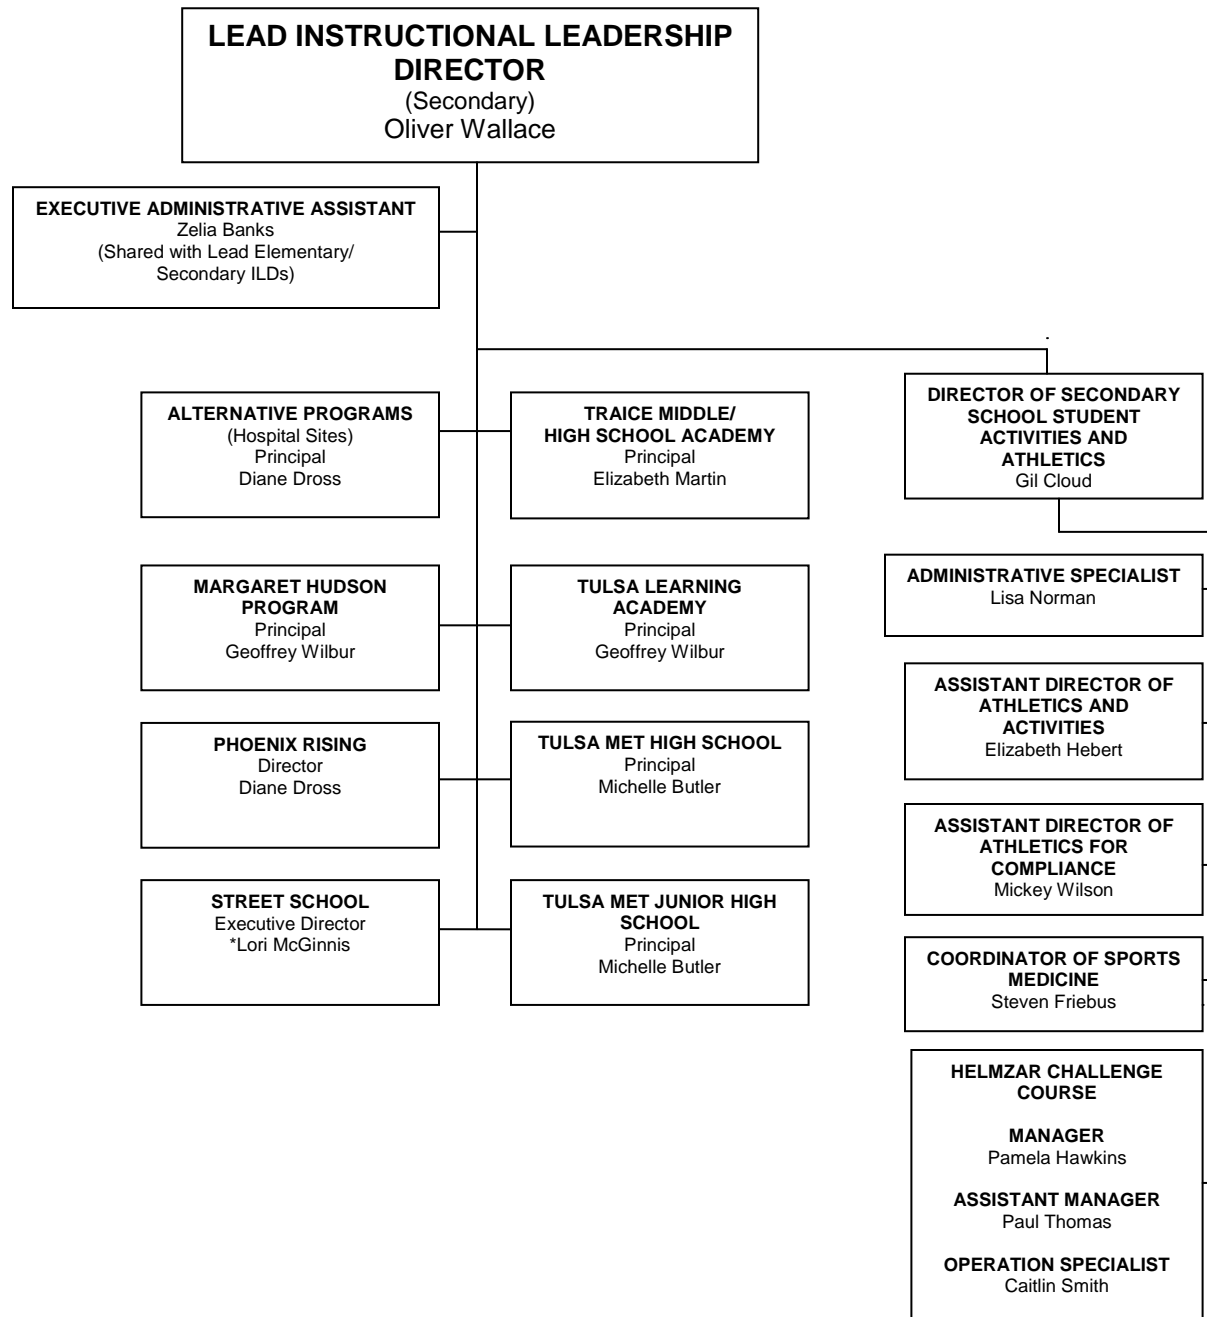 LEAD INSTRUCTIONAL LEADERSHIP
DIRECTOR
(Secondary)
Oliver Wallace
EXECUTIVE ADMINISTRATIVE ASSISTANT
Zelia Banks
(Shared with Lead Elementary/
Secondary ILDs)
ALTERNATIVE PROGRAMS
(Hospital Sites)
Principal
Diane Dross
TRAICE MIDDLE/
HIGH SCHOOL ACADEMY
Principal
Elizabeth Martin
DIRECTOR OF SECONDARY
SCHOOL STUDENT
ACTIVITIES AND
ATHLETICS
Gil Cloud
MARGARET HUDSON
PROGRAM
Principal
Geoffrey Wilbur
TULSA LEARNING
ACADEMY
Principal
Geoffrey Wilbur
ADMINISTRATIVE SPECIALIST
Lisa Norman
PHOENIX RISING
Director
Diane Dross
TULSA MET HIGH SCHOOL
Principal
Michelle Butler
ASSISTANT DIRECTOR OF
ATHLETICS AND
ACTIVITIES
Elizabeth Hebert
STREET SCHOOL
Executive Director
*Lori McGinnis
TULSA MET JUNIOR HIGH
SCHOOL
Principal
Michelle Butler
ASSISTANT DIRECTOR OF
ATHLETICS FOR
COMPLIANCE
Mickey Wilson
COORDINATOR OF SPORTS
MEDICINE
Steven Friebus
HELMZAR CHALLENGE
COURSE
MANAGER
Pamela Hawkins
ASSISTANT MANAGER
Paul Thomas
OPERATION SPECIALIST
Caitlin Smith